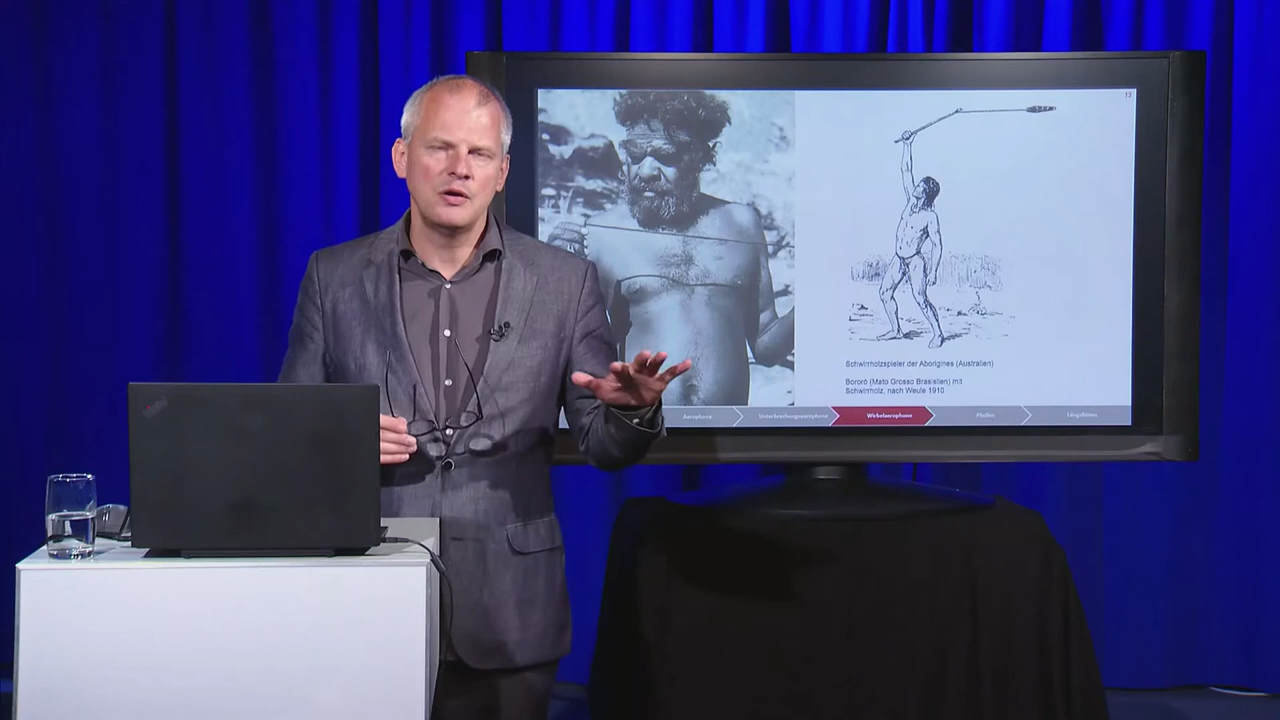 13
Schwirrholzspieler der Aborigines (Australien)
Bororó (Mato Grosso Brasilien) mit
Schwirrholz, nach Weule 1910
Aerophone
Unterbrechungsaerophone
Wirbelaerophone
Pfeifen
Längsflöten